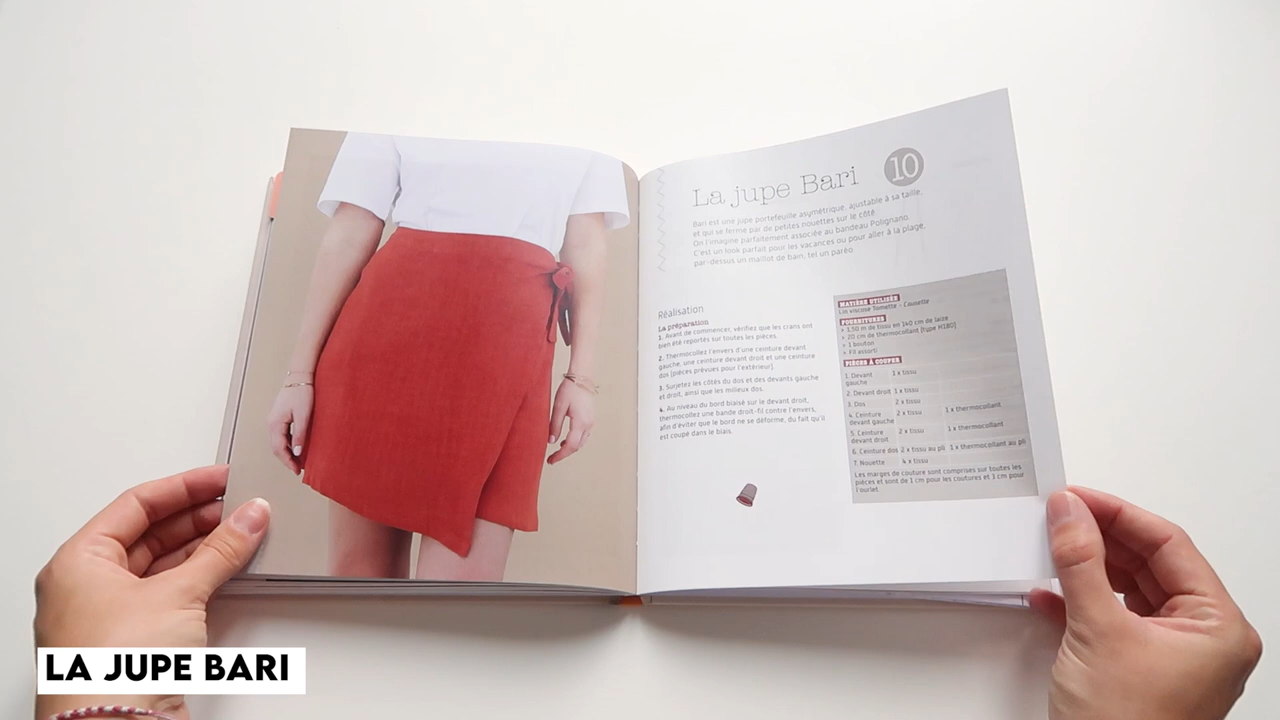 La jupe Bari
10
Bari est une jupe portefeuille asymétrique, ajustable à sa taille,
et qui se ferme par de petites nouettes sur le côté.
On l'imagine parfaitement associée au bandeau Polignano.
C'est un look parfait pour les vacances ou pour aller à la plage,
par-dessus un maillot de bain, tel un paréo.
Réalisation
La préparation
1. Avant de commencer, vérifiez que les crans ont
bien été reportés sur toutes les pièces.
2. Thermocollez l'envers d'une ceinture devant
gauche, une ceinture devant droit et une ceinture
dos (pièces prévues pour l'extérieur).
3. Surjetez les côtés du dos et des devants gauche
et droit, ainsi que les milieux dos.
4. Au niveau du bord biaisé sur le devant droit,
thermocollez une bande droit-fil contre l'envers,
afin d'éviter que le bord ne se déforme, du fait qu'il
est coupé dans le biais.
MATIÈRE UTILISÉE
Lin viscose Tomette - Cousette
FOURNITURES
> 1,50 m de tissu en 140 cm de laize
> 20 cm de thermocollant (type H180)
> 1 bouton
> Fil assorti
PIÈCES À COUPER
1. Devant gauche 1 x tissu
2. Devant droit 1 x tissu
3. Dos 2 x tissu
4. Ceinture devant gauche 2 x tissu 1 x thermocollant
5. Ceinture devant droit 2 x tissu 1 x thermocollant
6. Ceinture dos 2 x tissu au pli 1 x thermocollant au pli
7. Nouette 4 x tissu
Les marges de couture sont comprises sur toutes les
pièces et sont de 1 cm pour les coutures et 3 cm pour
l'ourlet.
LA JUPE BARI